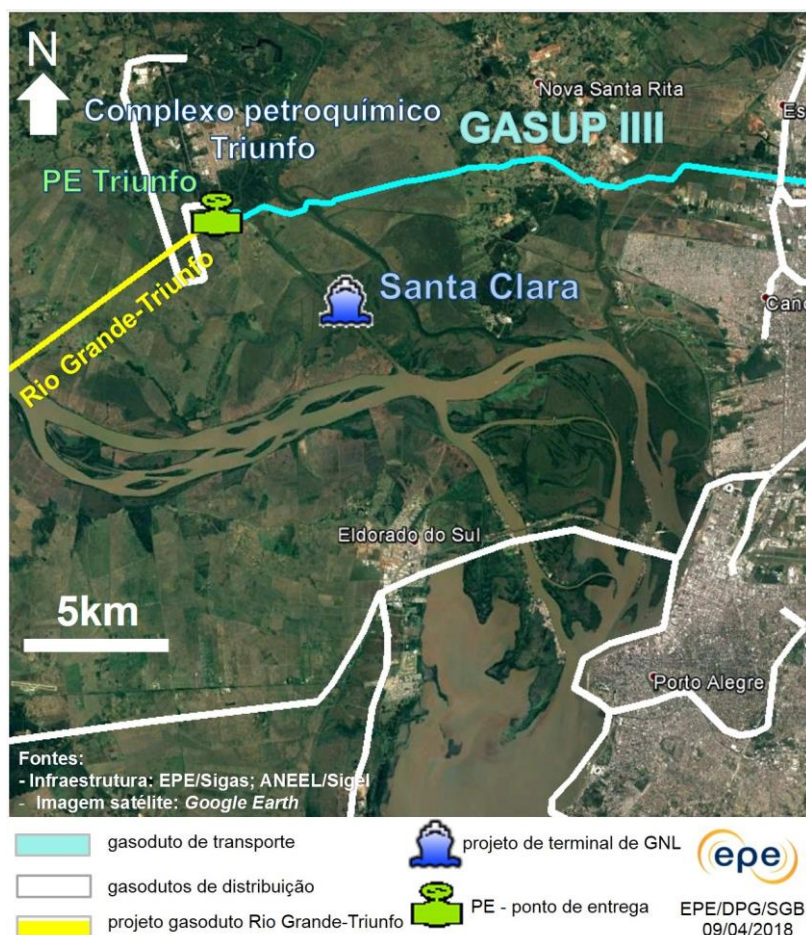 N
Nova Santa Rita
Es
Complexo petroquímico
Triunfo
GASUP IIII
PE Triunfo
Santa Clara
Cano
Rio Grande-Triunfo
Eldorado do Sul
5km
Porto Alegre
Fontes:
- Infraestrutura: EPE/Sigas; ANEEL/Sigel
- Imagem satélite: Google Earth
gasoduto de transporte
projeto de terminal de GNL
epe
gasodutos de distribuição
PE - ponto de entrega
EPE/DPG/SGB
projeto gasoduto Rio Grande-Triunfo
09/04/2018